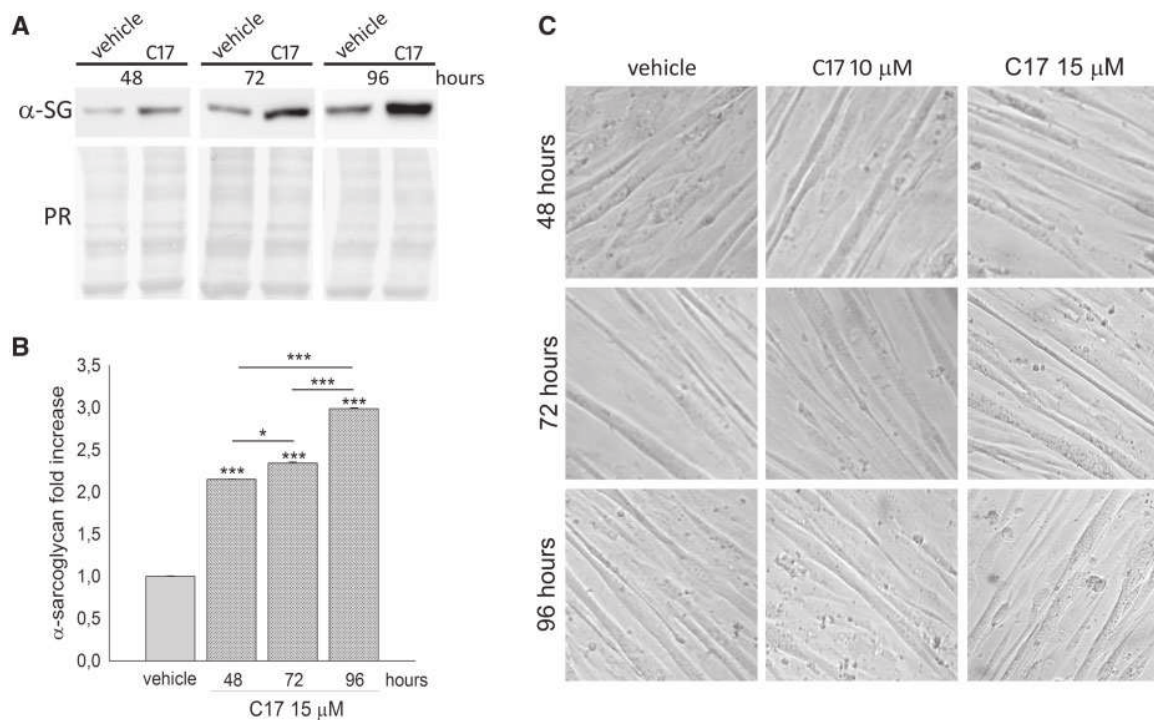 A
vehicle C17 vehicle C17 vehicle C17
48 72 96 hours
α-SG
PR
B
α-sarcoglycan fold increase
3,5
3,0
2,5
2,0
1,5
1,0
0,5
0,0
***
***
* *** ***
***
vehicle 48 72 96 hours
C17 15 μM
C
vehicle C17 10 μM C17 15 μM
48 hours
72 hours
96 hours